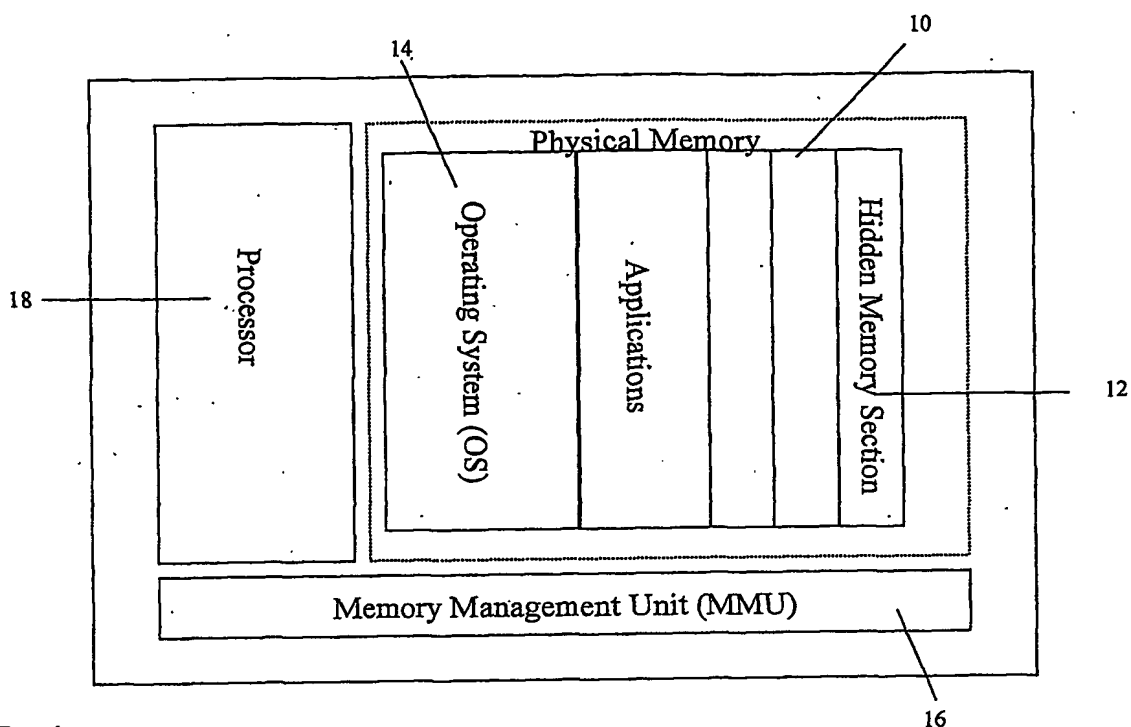 10
14
Physical Memory
Processor
Operating System (OS)
Applications
Hidden Memory Section
18
12
Memory Management Unit (MMU)
16